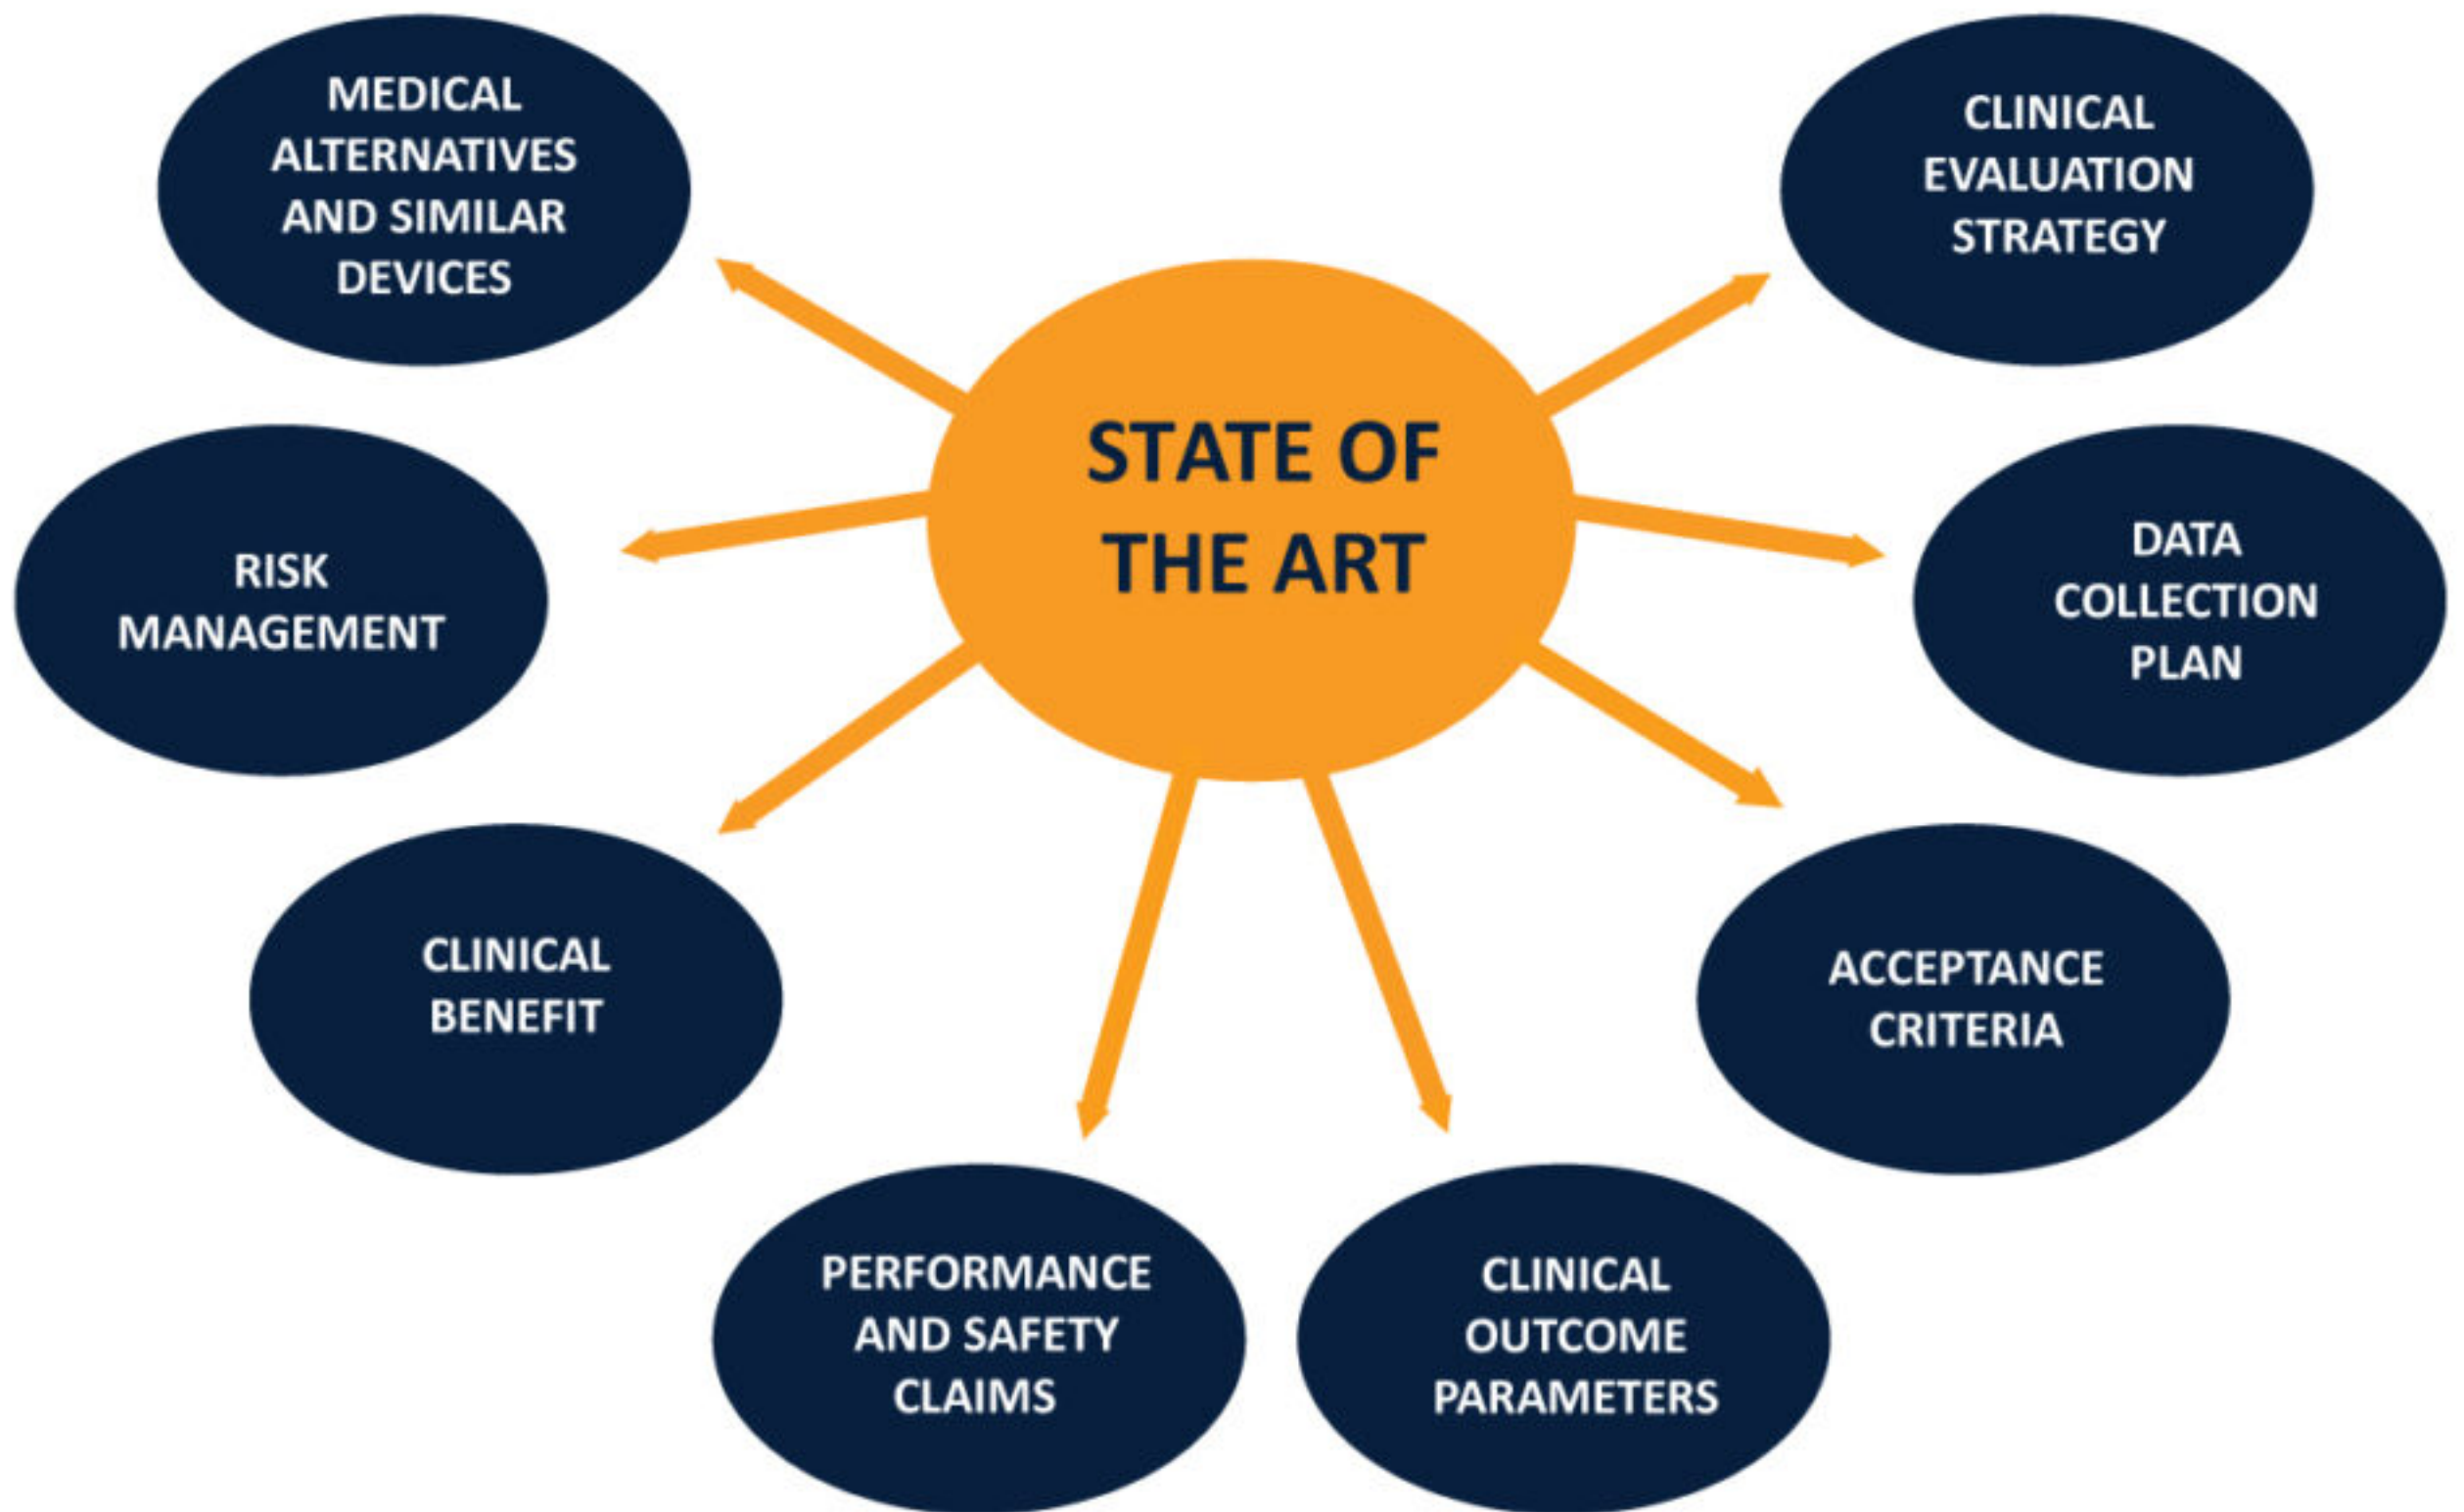 MEDICAL
ALTERNATIVES
AND SIMILAR
DEVICES
CLINICAL
EVALUATION
STRATEGY
STATE OF
THE ART
RISK
MANAGEMENT
DATA
COLLECTION
PLAN
CLINICAL
BENEFIT
ACCEPTANCE
CRITERIA
PERFORMANCE
AND SAFETY
CLAIMS
CLINICAL
OUTCOME
PARAMETERS